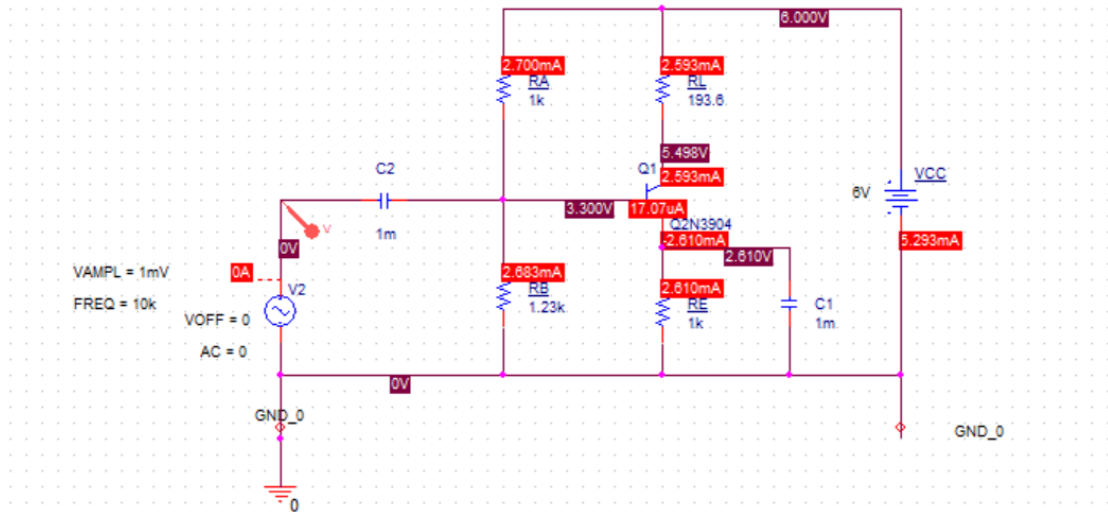 6.000V
2.700mA
RA
1k
2.593mA
RL
193.6
C2
1m
5.498V
Q1
2.593mA
3.300V
17.07uA
Q2N3904
-2.610mA
2.610V
6V
VCC
5.293mA
V
0V
0A
VAMPL = 1mV
FREQ = 10k
VOFF = 0
AC = 0
V2
2.683mA
RB
1.23k
2.610mA
RE
1k
C1
1m
0V
GND_0
GND_0
0